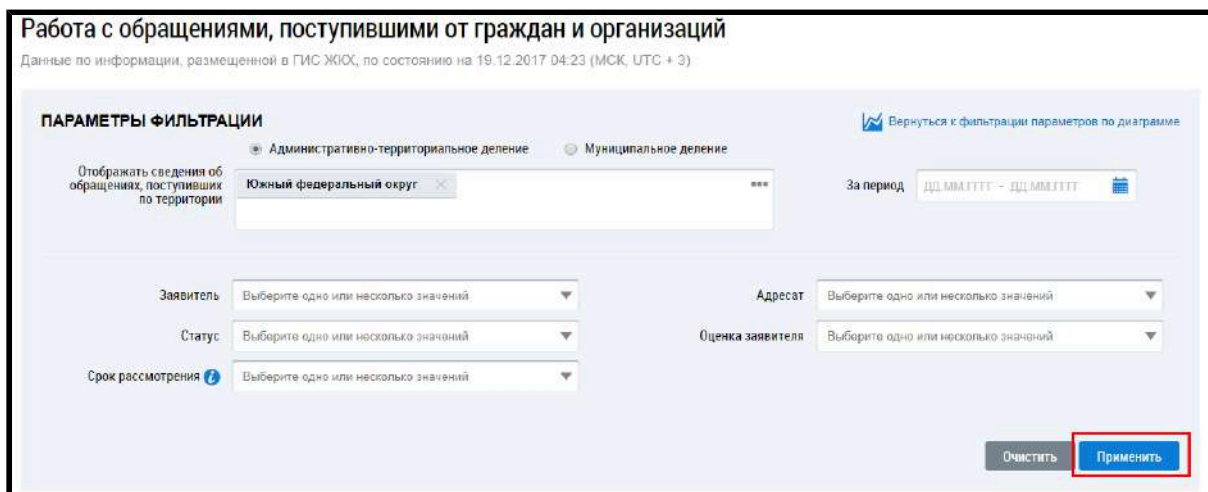 Работа с обращениями, поступившими от граждан и организаций
Данные по информации, размещенной в ГИС ЖКХ, по состоянию на 19.12.2017 04:23 (МСК, UTC + 3)
ПАРАМЕТРЫ ФИЛЬТРАЦИИ
Вернуться к фильтрации параметров по диаграмме
Административно-территориальное деление
Муниципальное деление
Отображать сведения об
обращениях, поступивших
по территории
Южный федеральный округ
За период
ДД.ММ.ГГГГ - ДД.ММ.ГГГГ
Заявитель
Выберите одно или несколько значений
Адресат
Выберите одно или несколько значений
Статус
Выберите одно или несколько значений
Оценка заявителя
Выберите одно или несколько значений
Срок рассмотрения
Выберите одно или несколько значений
Очистить
Применить